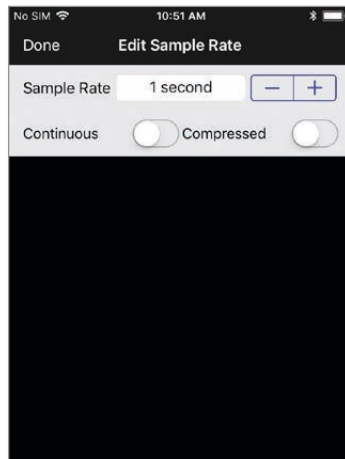 No SIM 10:51 AM
Done Edit Sample Rate
Sample Rate 1 second − +
Continuous Compressed